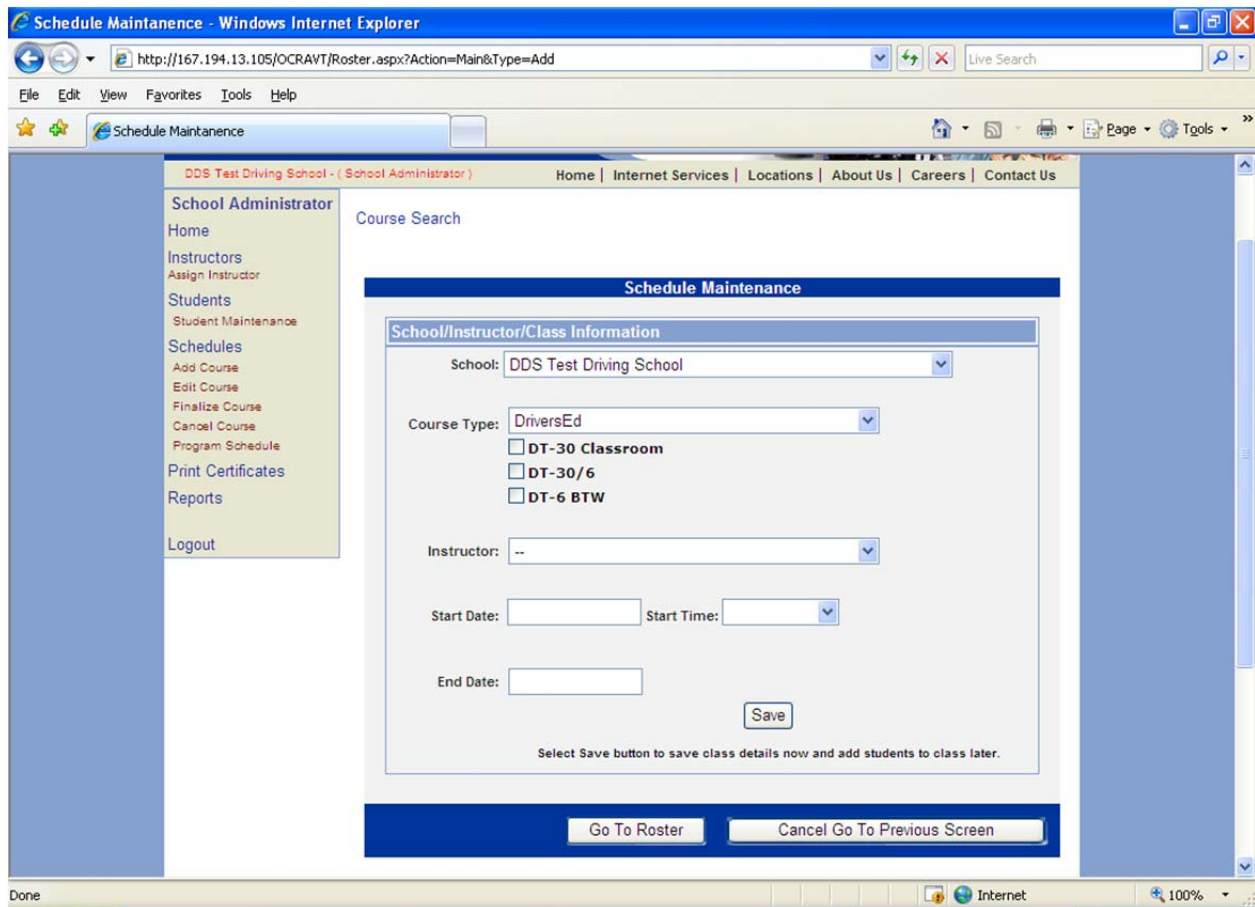 Schedule Maintanence - Windows Internet Explorer
http://167.194.13.105/OCRAVT/Roster.aspx?Action=Main&Type=Add
Live Search
File Edit View Favorites Tools Help
Schedule Maintanence
Page Tools »
DDS Test Driving School - ( School Administrator )
Home | Internet Services | Locations | About Us | Careers | Contact Us
School Administrator
Home
Instructors
Assign Instructor
Students
Student Maintenance
Schedules
Add Course
Edit Course
Finalize Course
Cancel Course
Program Schedule
Print Certificates
Reports
Logout
Course Search
Schedule Maintenance
School/Instructor/Class Information
School: DDS Test Driving School
Course Type: DriversEd
DT-30 Classroom
DT-30/6
DT-6 BTW
Instructor: --
Start Date: Start Time:
End Date:
Save
Select Save button to save class details now and add students to class later.
Go To Roster Cancel Go To Previous Screen
Done Internet 100%